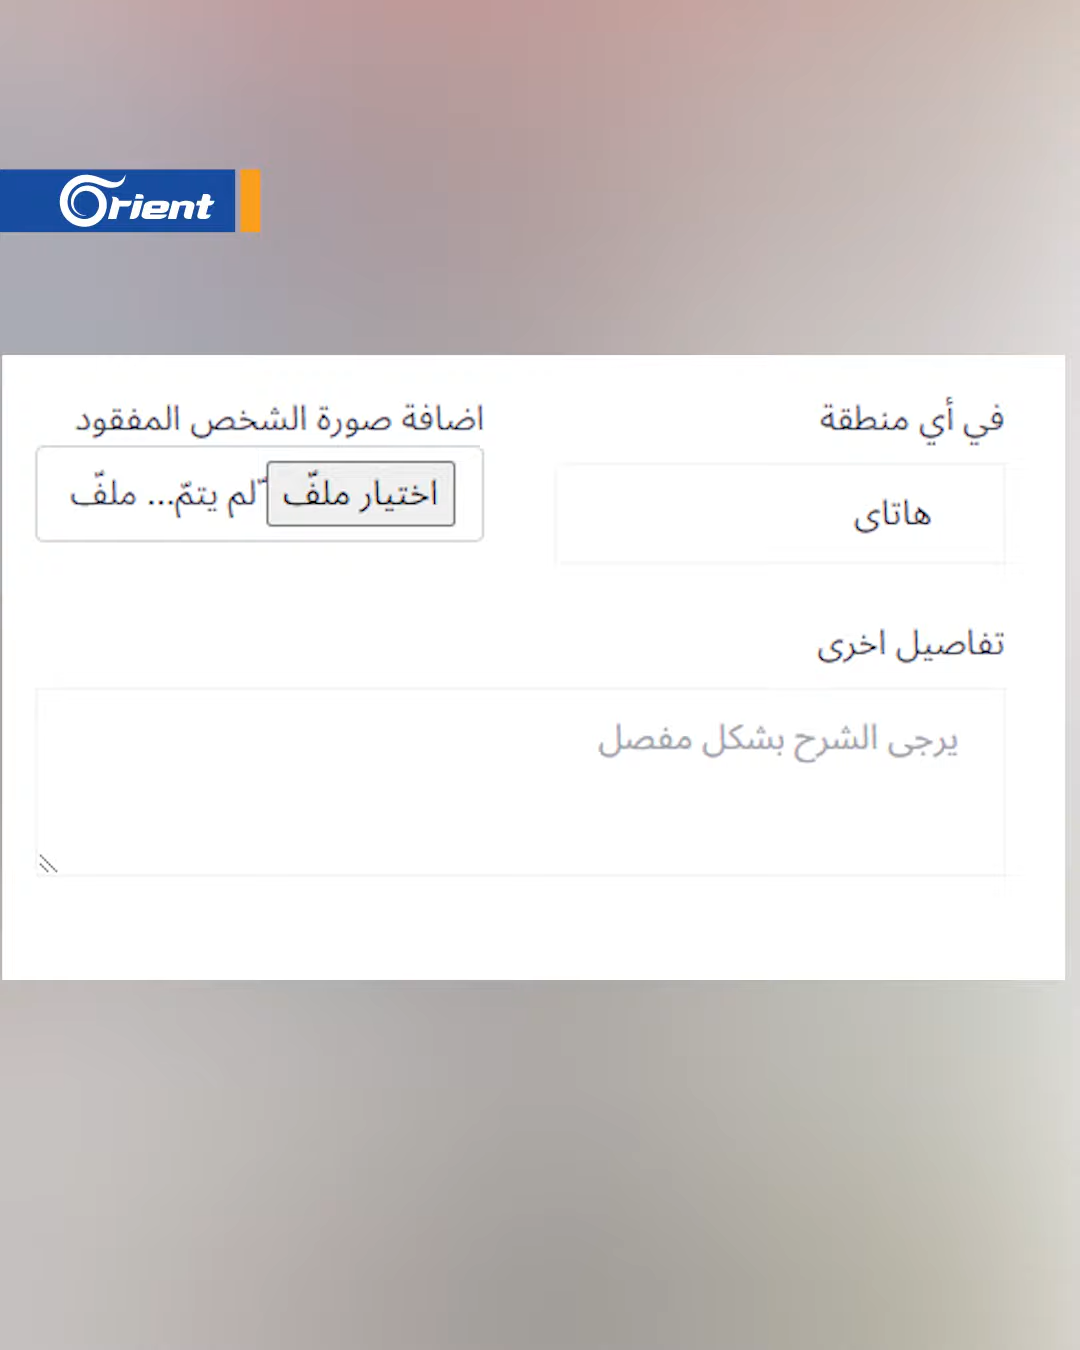 Orient
في أي منطقة
اضافة صورة الشخص المفقود
هاتاى
اختيار ملفّ لم يتمّ... ملفّ
تفاصيل اخرى
يرجى الشرح بشكل مفصل